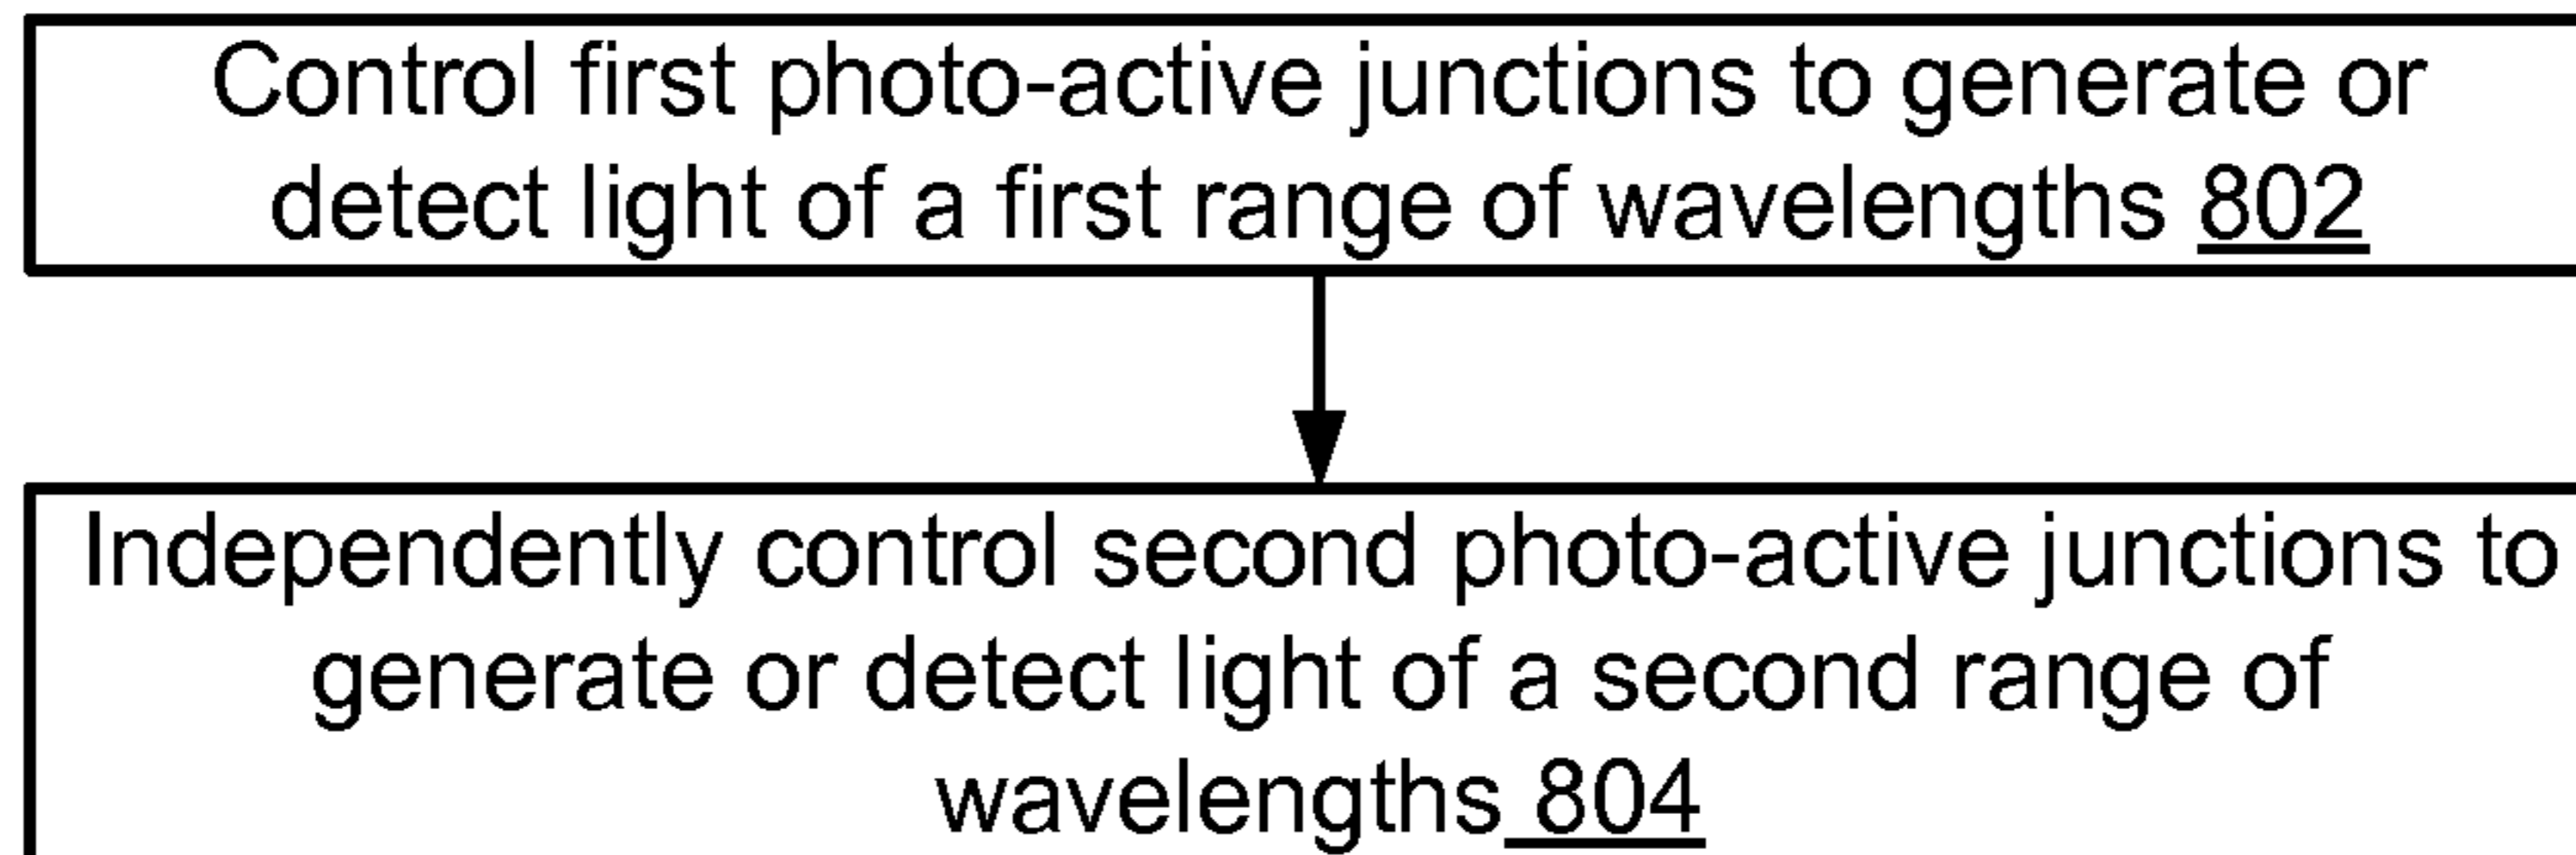 Control first photo-active junctions to generate or
detect light of a first range of wavelengths 802
Independently control second photo-active junctions to
generate or detect light of a second range of
wavelengths 804